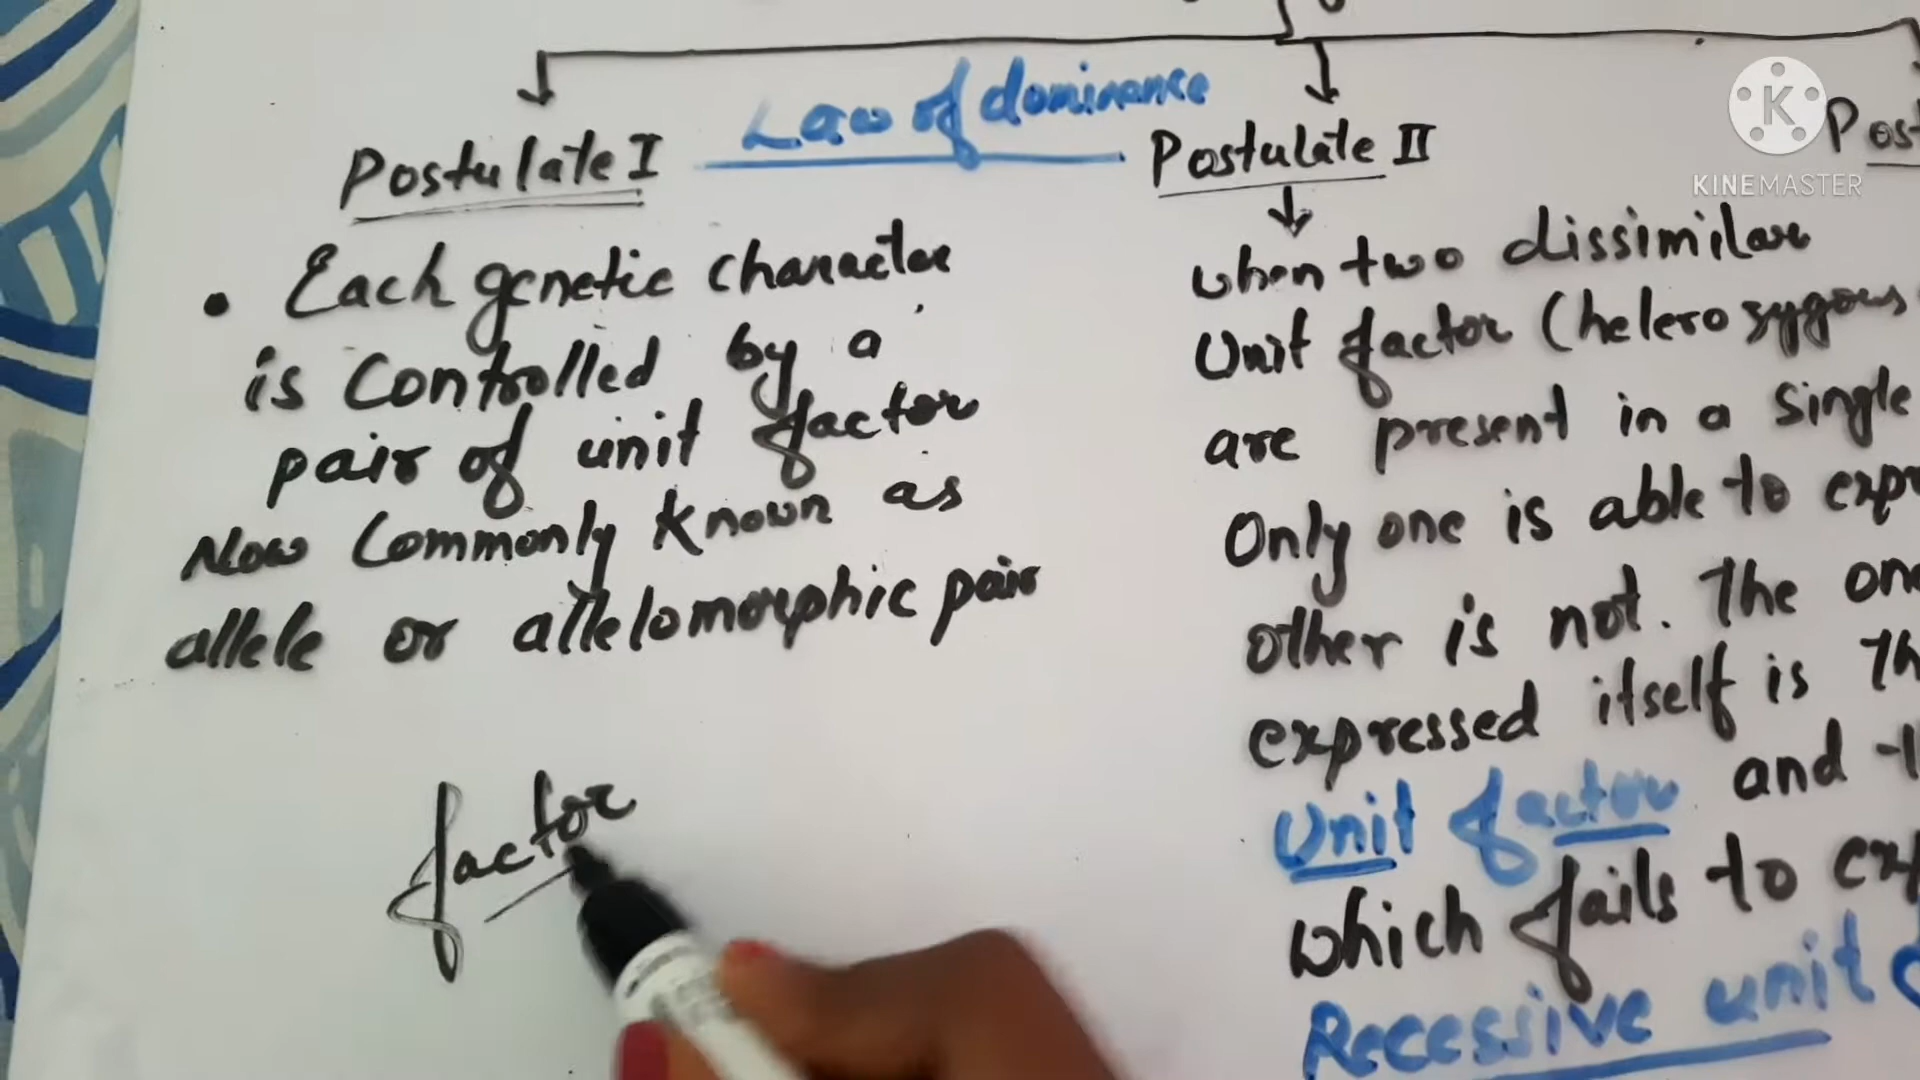 Law of dominance
Postulate I
• Each genetic character
is controlled by a
pair of unit factor
Now Commonly known as
allele or allelomorphic pair
factor
Postulate II
when two dissimilar
Unit factor (heterozygous
are present in a single
Only one is able to
other is not. The
expressed itself is
Unit factor and
which fails to
Recessive unit
K
KINEMASTER